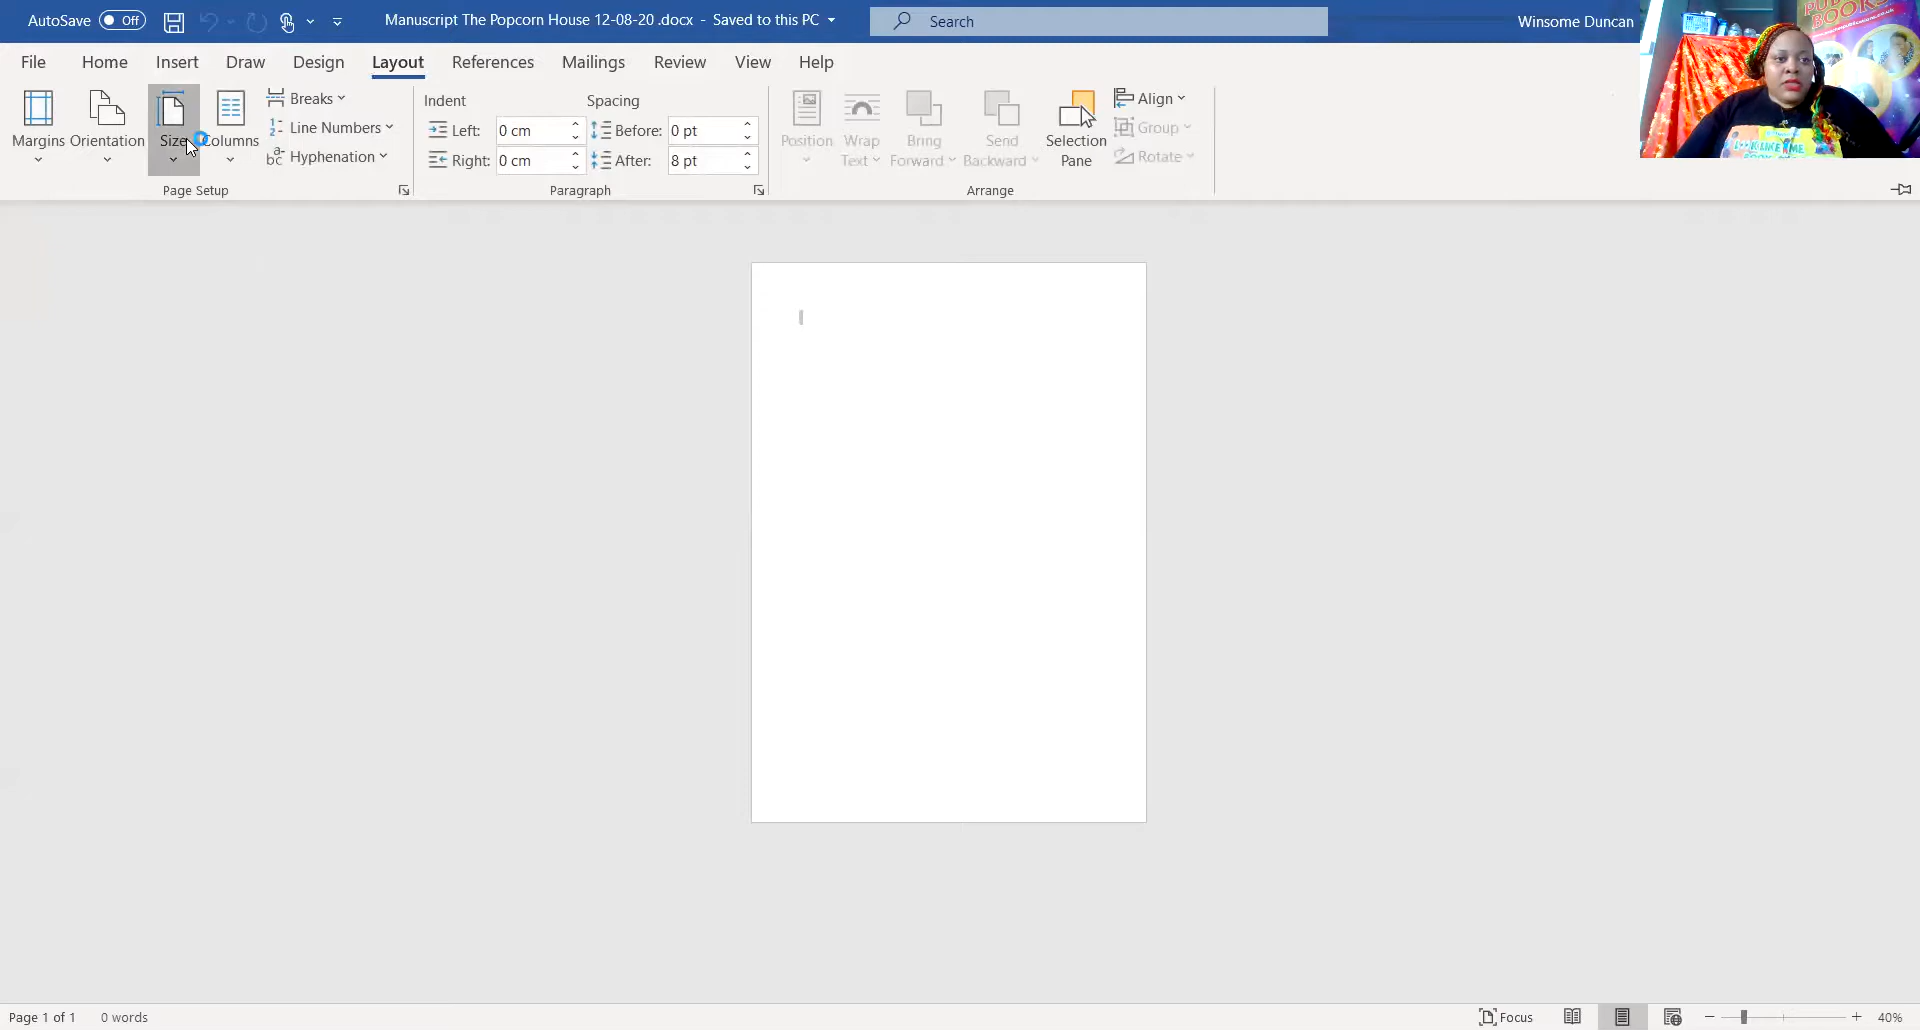 AutoSave Off Manuscript The Popcorn House 12-08-20 .docx - Saved to this PC Search Winsome Duncan
File Home Insert Draw Design Layout References Mailings Review View Help
Margins Orientation Size Columns
Breaks
Line Numbers
Hyphenation
Page Setup
Indent
Left: 0 cm
Right: 0 cm
Spacing
Before: 0 pt
After: 8 pt
Paragraph
Position
Wrap
Text
Bring
Forward
Send
Backward
Selection
Pane
Align
Group
Rotate
Arrange
BOOKS
Page 1 of 1 0 words Focus 40%